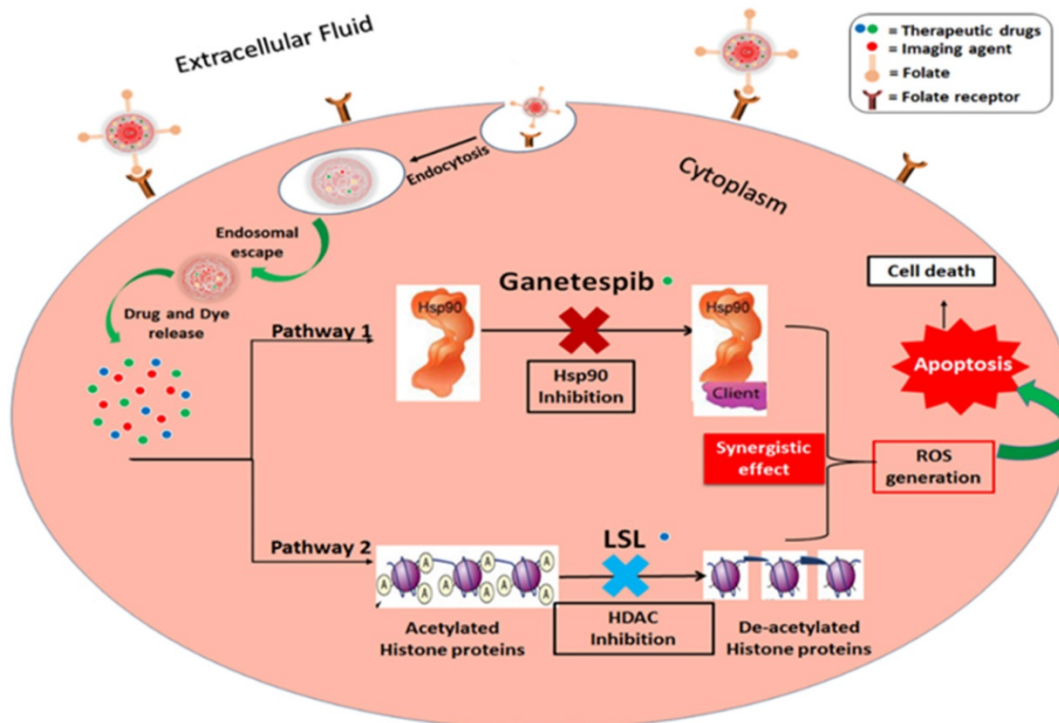 Extracellular Fluid
= Therapeutic drugs
= Imaging agent
= Folate
= Folate receptor
Endocytosis
Cytoplasm
Endosomal
escape
Drug and Dye
release
Pathway 1
Hsp90
Ganetespib
Hsp90
Inhibition
Hsp90
Client
Cell death
Apoptosis
Synergistic
effect
ROS
generation
Pathway 2
A
A
A
A
A
A
A
A
A
A
Acetylated
Histone proteins
LSL
HDAC
Inhibition
De-acetylated
Histone proteins